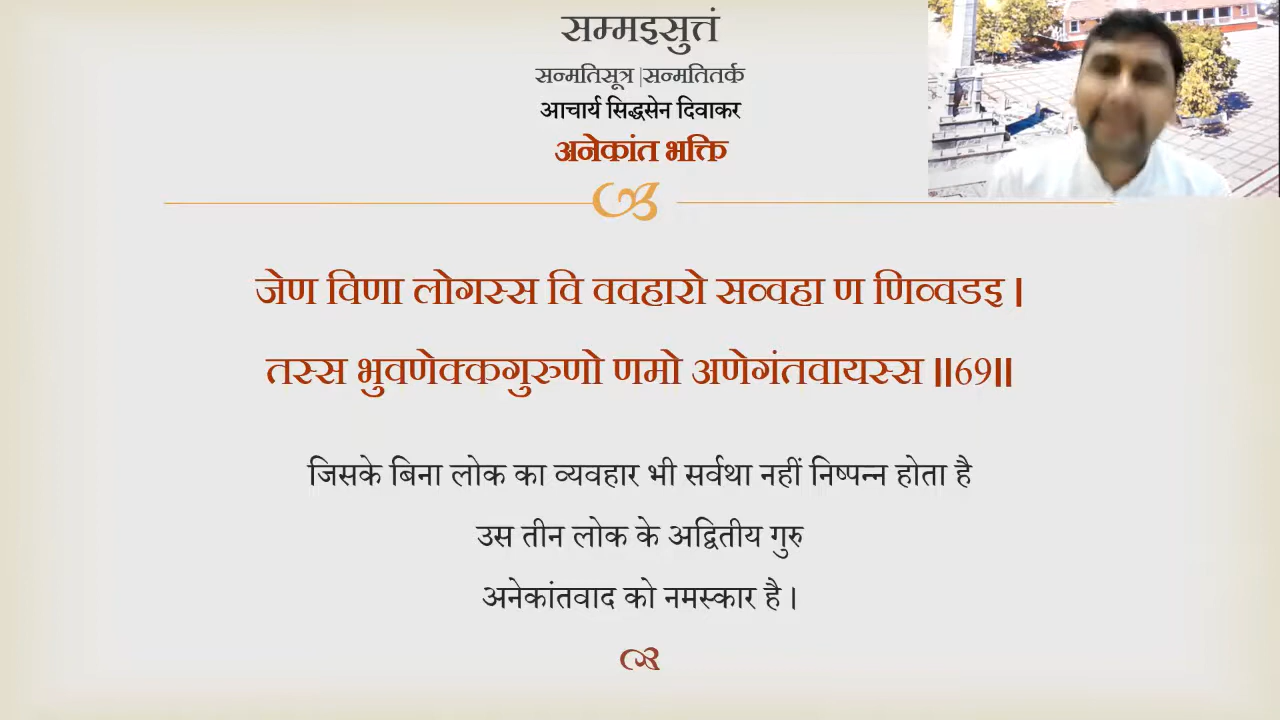 सम्मइसुत्तं
सन्मतिसूत्र |सन्मतितर्क
आचार्य सिद्धसेन दिवाकर
अनेकांत भक्ति
जेण विणा लोगस्स वि ववहारो सव्वहा ण णिव्वडइ ।
तस्स भुवणेक्कगुरुणो णमो अणेगंतवायस्स ||69||
जिसके बिना लोक का व्यवहार भी सर्वथा नहीं निष्पन्न होता है
उस तीन लोक के अद्वितीय गुरु
अनेकांतवाद को नमस्कार है ।